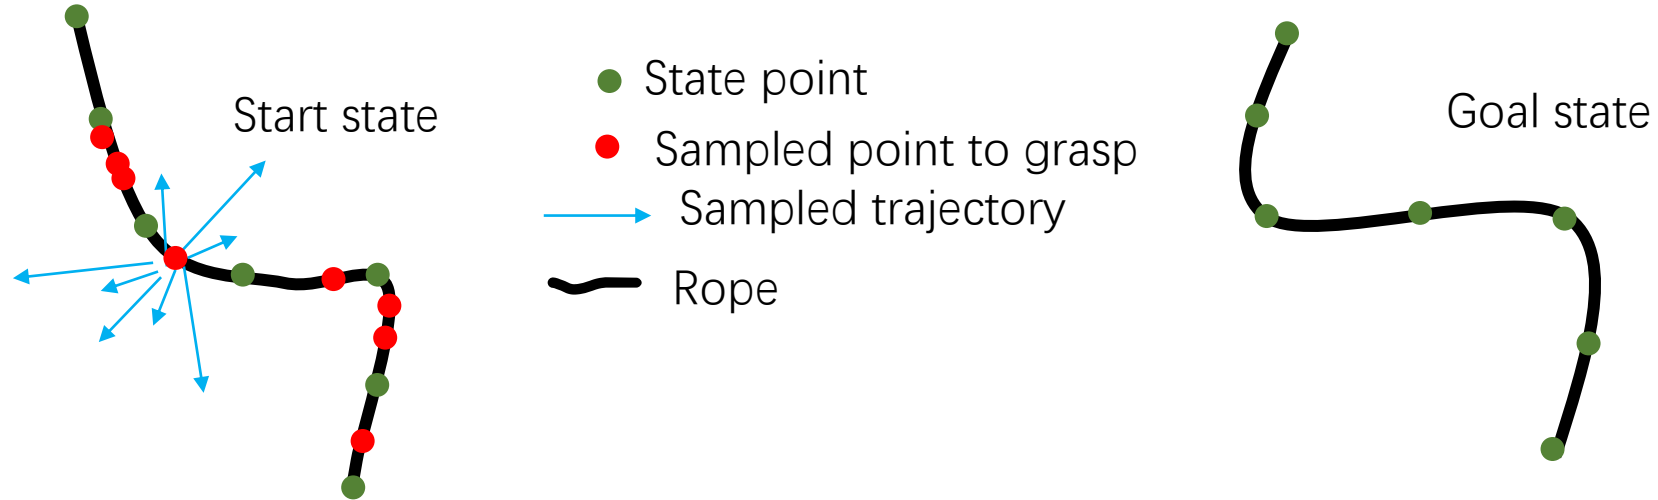 Start state
State point
Sampled point to grasp
Sampled trajectory
Rope
Goal state